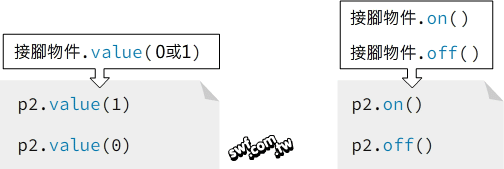 接腳物件.value(0或1)
p2.value(1)
p2.value(0)
swf.com.tw
接腳物件.on()
接腳物件.off()
p2.on()
p2.off()